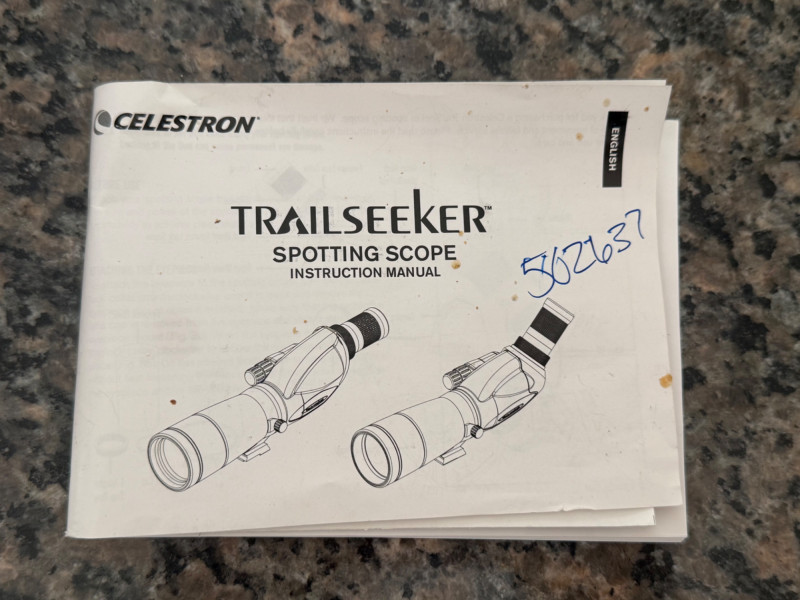 CELESTRON
ENGLISH
TRAILSEEKER™
SPOTTING SCOPE
INSTRUCTION MANUAL
502637